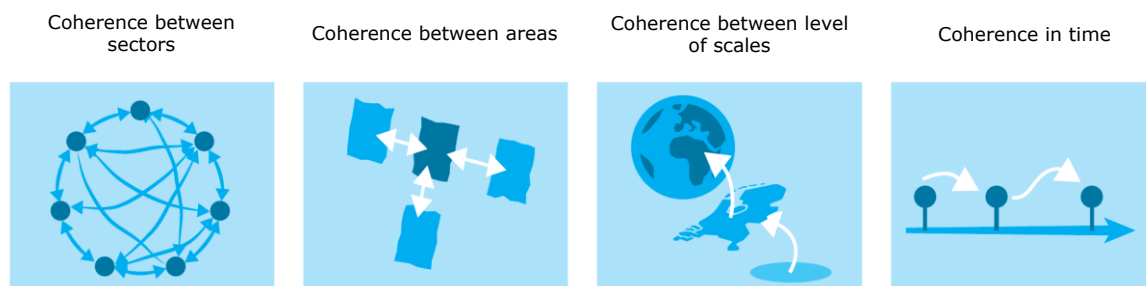 Coherence between
sectors
Coherence between areas
Coherence between level
of scales
Coherence in time